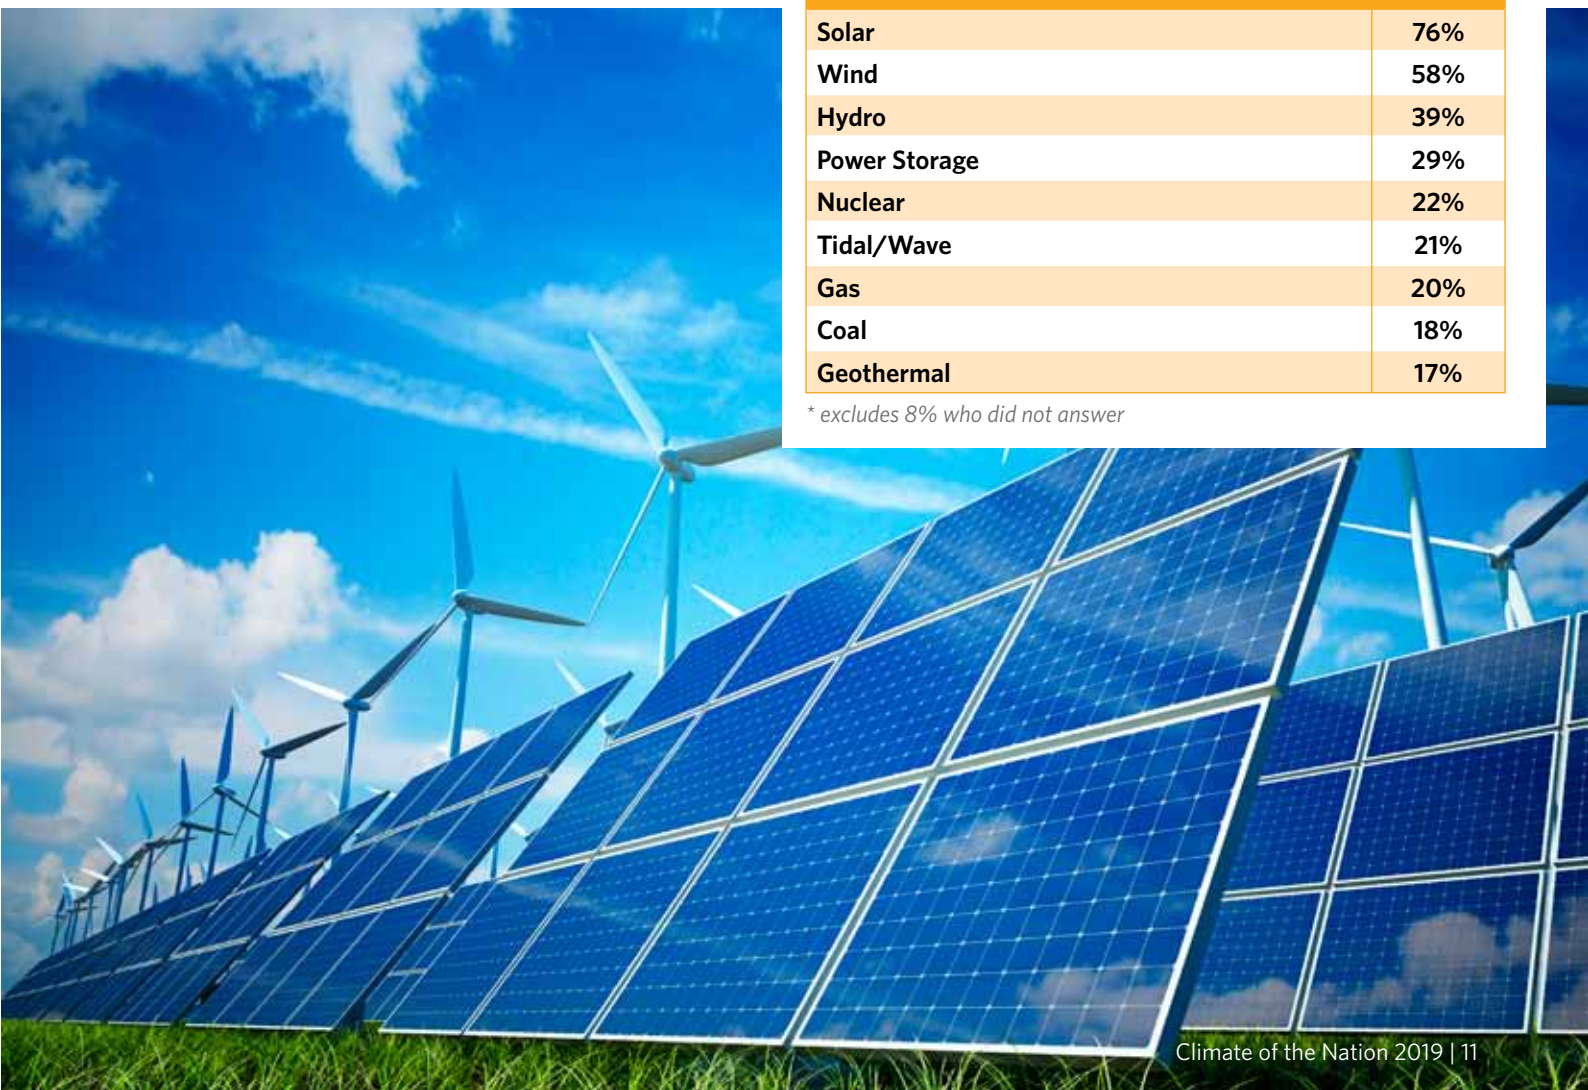 Solar 76%
Wind 58%
Hydro 39%
Power Storage 29%
Nuclear 22%
Tidal/Wave 21%
Gas 20%
Coal 18%
Geothermal 17%
* excludes 8% who did not answer
Climate of the Nation 2019 | 11